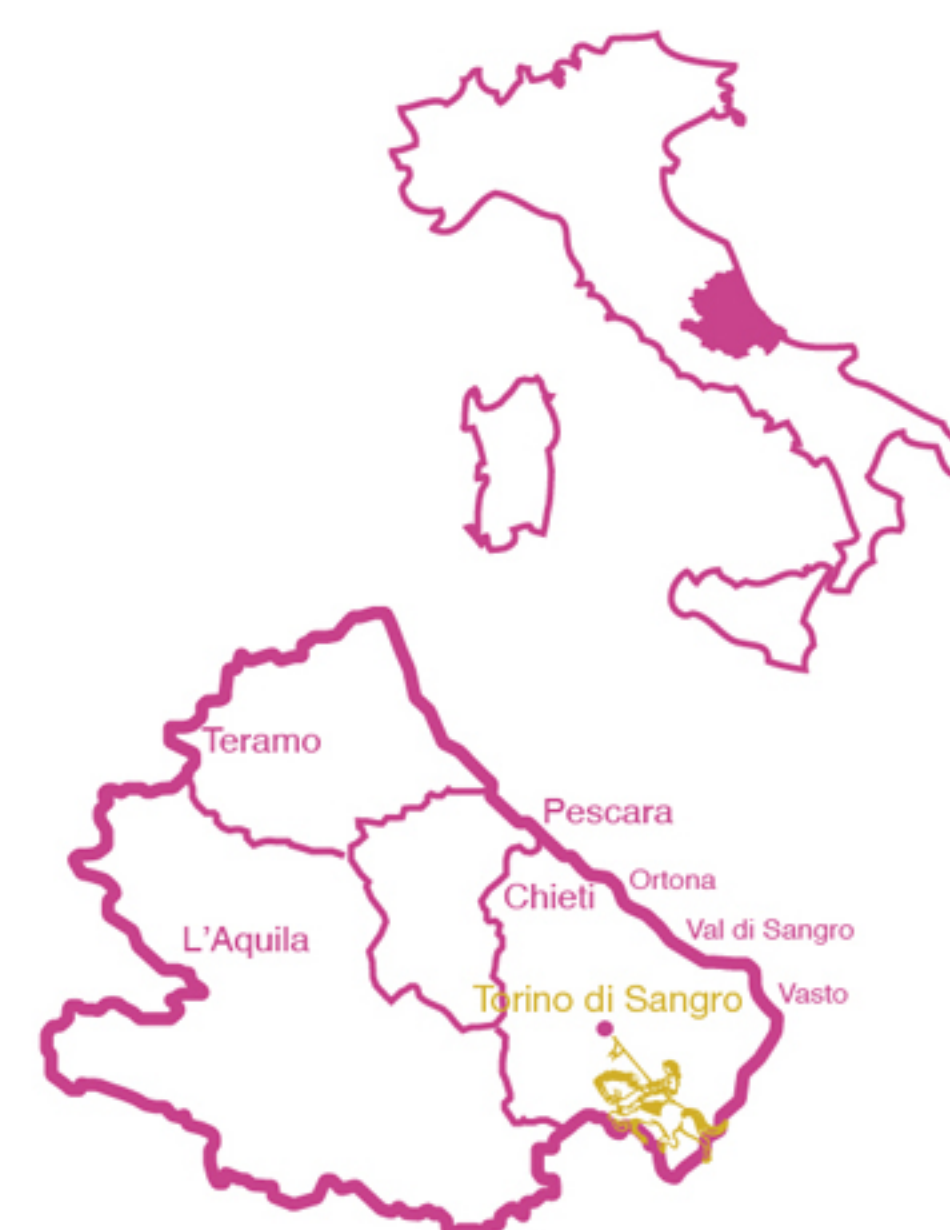 Teramo
Pescara
Ortona
Chieti
Val di Sangro
L'Aquila
Vasto
Torino di Sangro